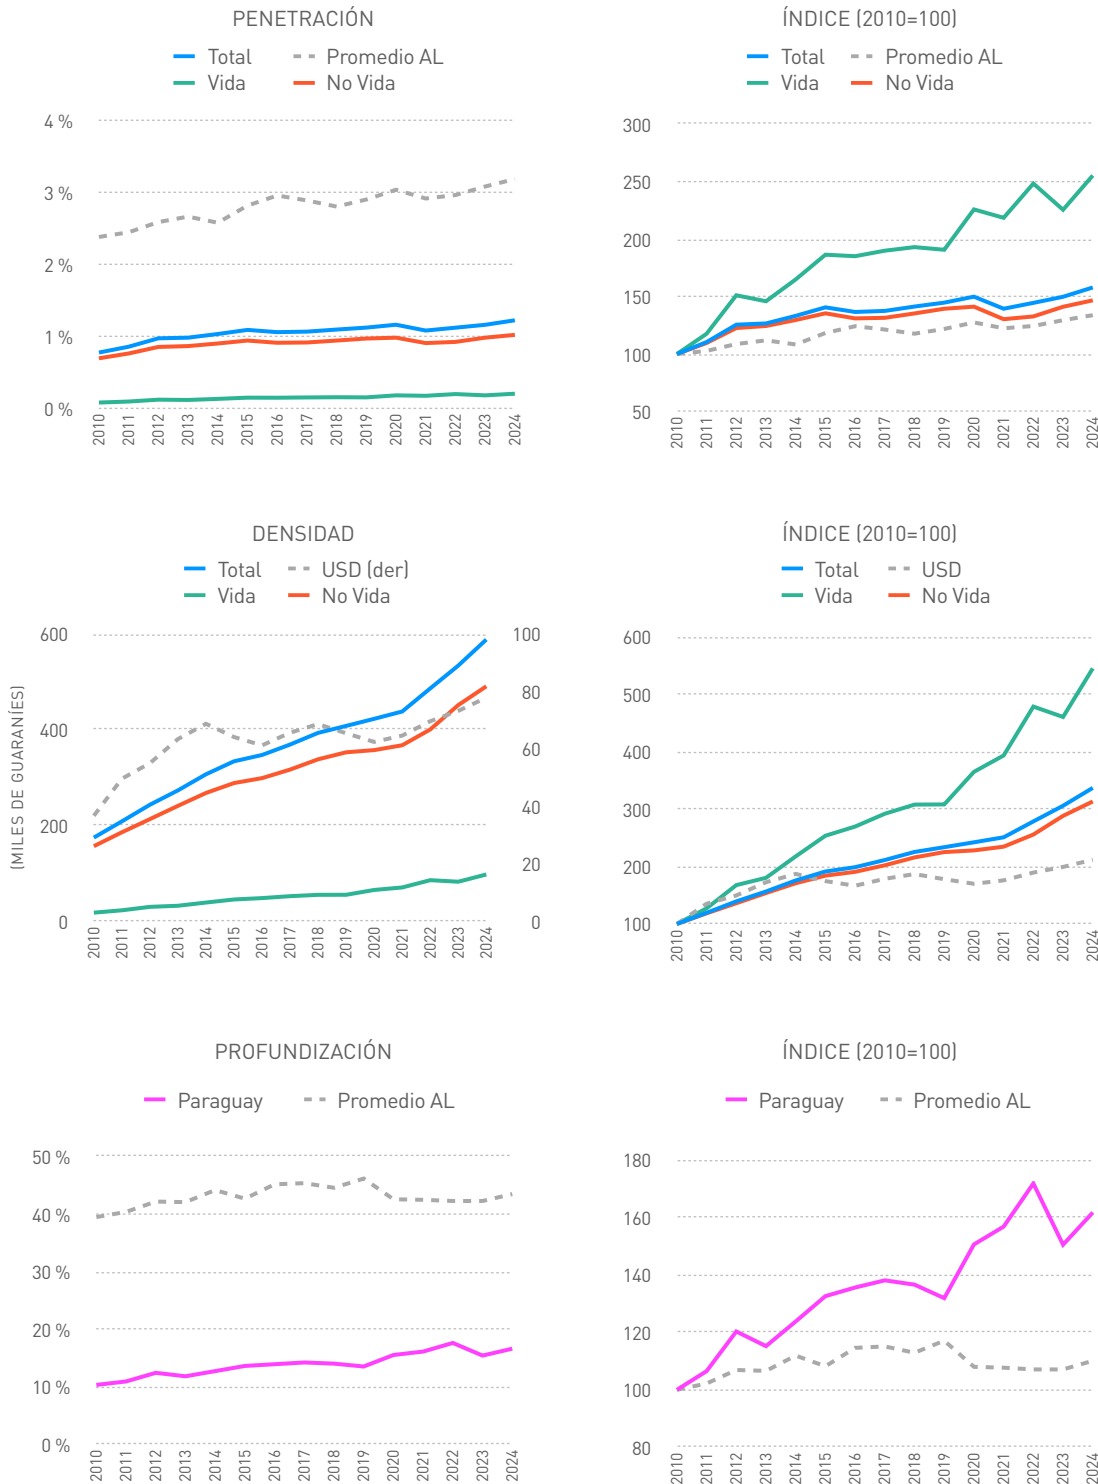 PENETRACIÓN
Total Promedio AL
Vida No Vida
4 %
3 %
2 %
1 %
0 %
2010 2011 2012 2013 2014 2015 2016 2017 2018 2019 2020 2021 2022 2023 2024
ÍNDICE (2010=100)
Total Promedio AL
Vida No Vida
300
250
200
150
100
50
2010 2011 2012 2013 2014 2015 2016 2017 2018 2019 2020 2021 2022 2023 2024
DENSIDAD
Total USD (der)
Vida No Vida
(MILES DE GUARANÍES)
600 100
80
400
60
40
200
20
0 0
2010 2011 2012 2013 2014 2015 2016 2017 2018 2019 2020 2021 2022 2023 2024
ÍNDICE (2010=100)
Total USD
Vida No Vida
600
500
400
300
200
100
2010 2011 2012 2013 2014 2015 2016 2017 2018 2019 2020 2021 2022 2023 2024
PROFUNDIZACIÓN
Paraguay Promedio AL
50 %
40 %
30 %
20 %
10 %
0 %
2010 2011 2012 2013 2014 2015 2016 2017 2018 2019 2020 2021 2022 2023 2024
ÍNDICE (2010=100)
Paraguay Promedio AL
180
160
140
120
100
80
2010 2011 2012 2013 2014 2015 2016 2017 2018 2019 2020 2021 2022 2023 2024